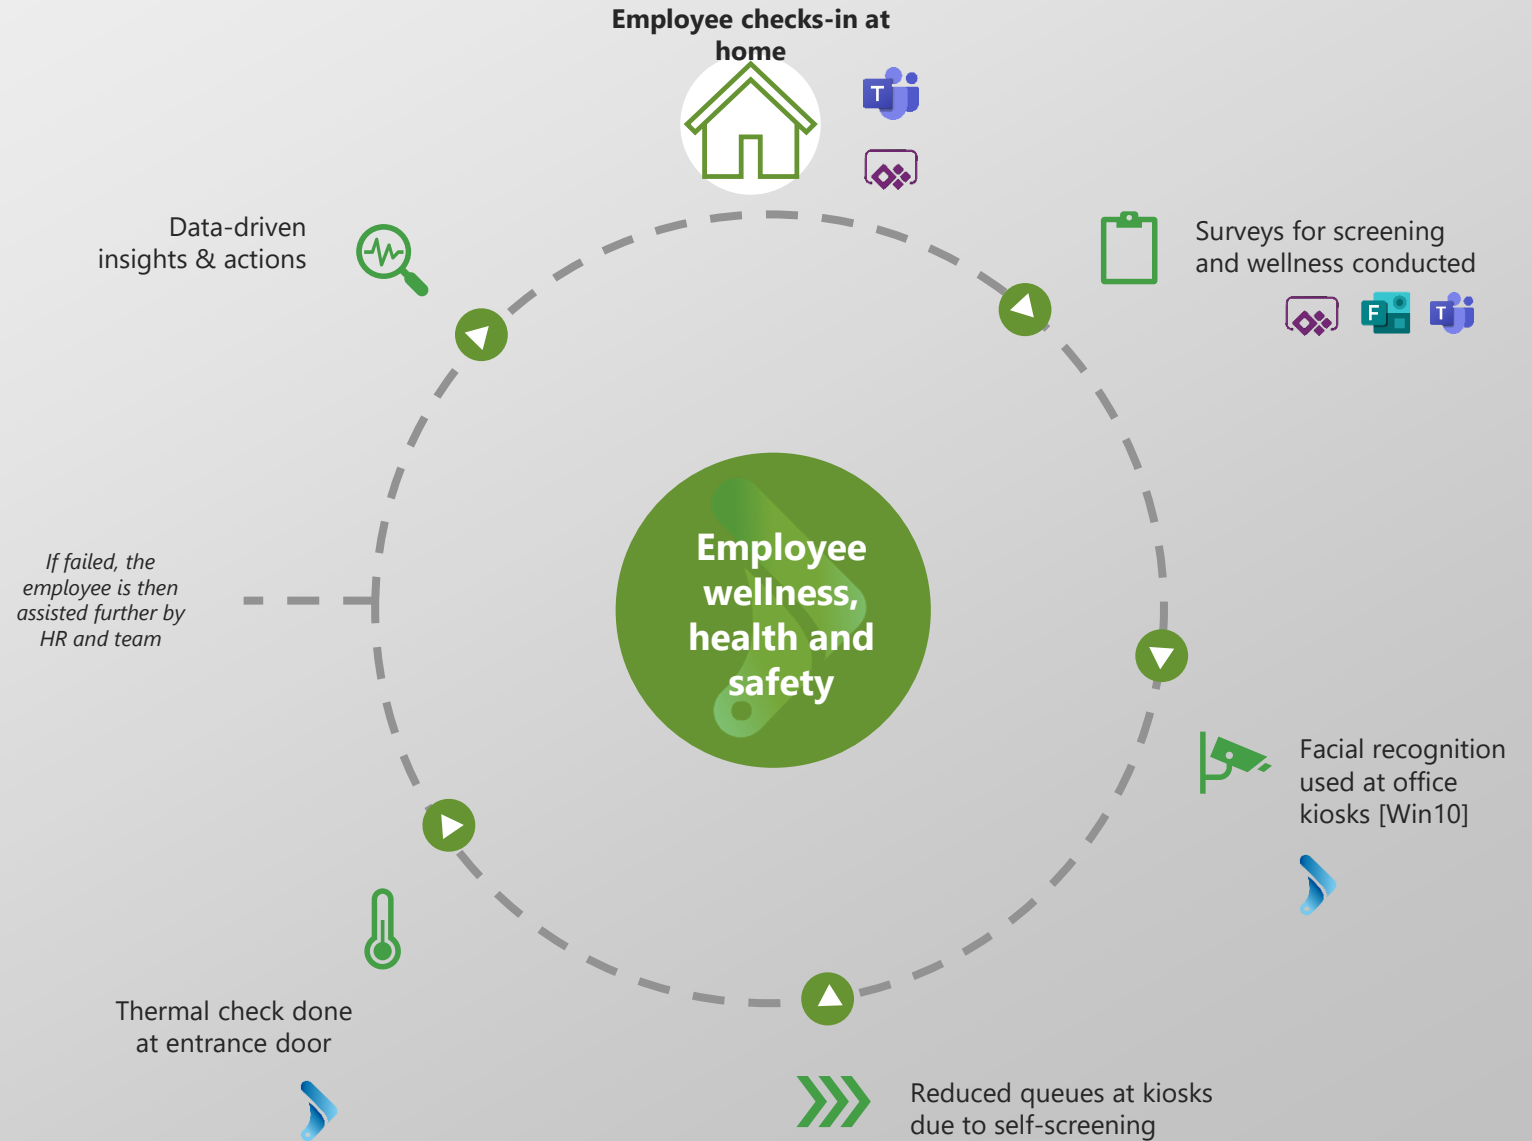 Employee checks-in at
home
T
Surveys for screening
and wellness conducted
F
T
Data-driven
insights & actions
Employee
wellness,
health and
safety
If failed, the
employee is then
assisted further by
HR and team
Facial recognition
used at office
kiosks [Win10]
Thermal check done
at entrance door
Reduced queues at kiosks
due to self-screening